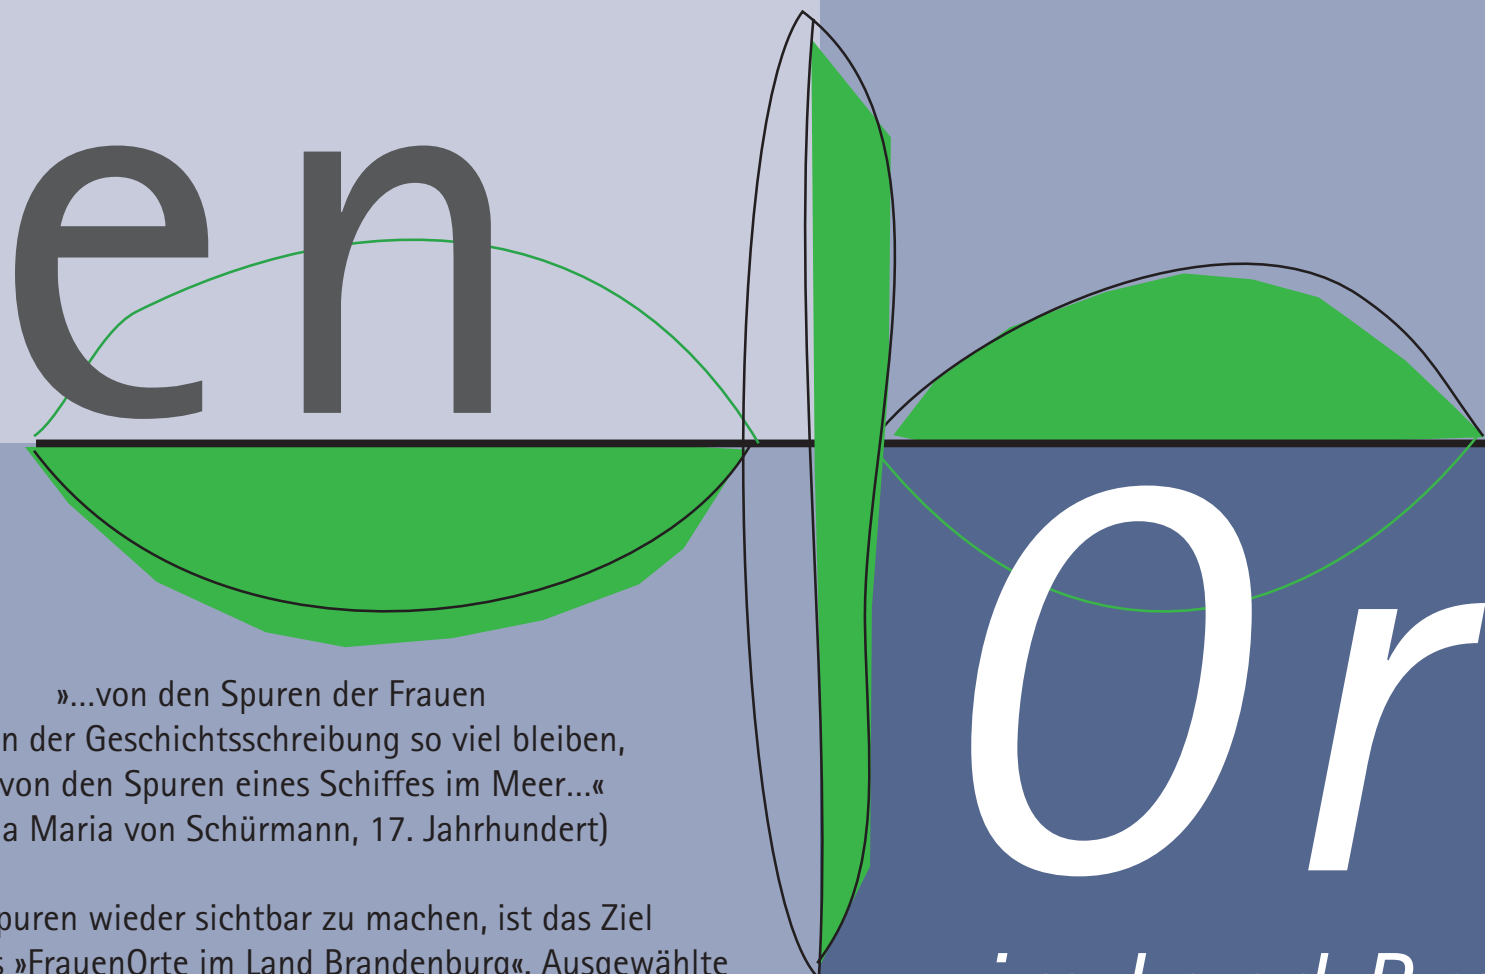 en
Or
»...von den Spuren der Frauen
n der Geschichtsschreibung so viel bleiben,
von den Spuren eines Schiffes im Meer...«
a Maria von Schürmann, 17. Jahrhundert)
puren wieder sichtbar zu machen, ist das Ziel
s »FrauenOrte im Land Brandenburg«. Ausgewählte